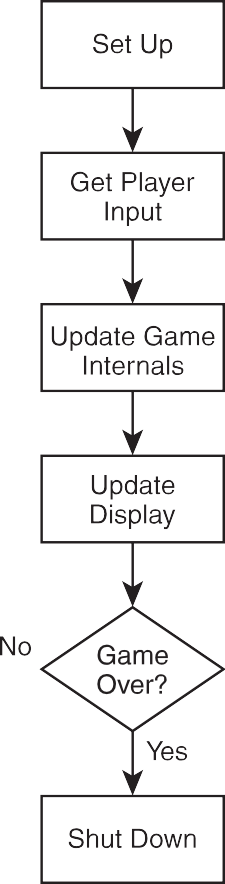 Set Up
Get Player
Input
Update Game
Internals
Update
Display
No
Game
Over?
Yes
Shut Down